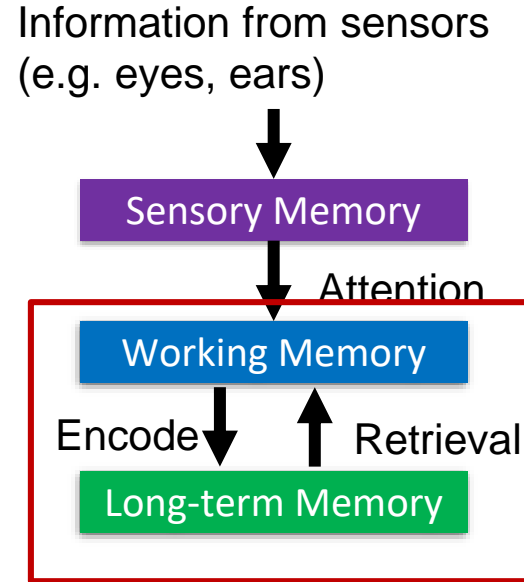 Information from sensors
(e.g. eyes, ears)
Sensory Memory
Attention
Working Memory
Encode
Retrieval
Long-term Memory